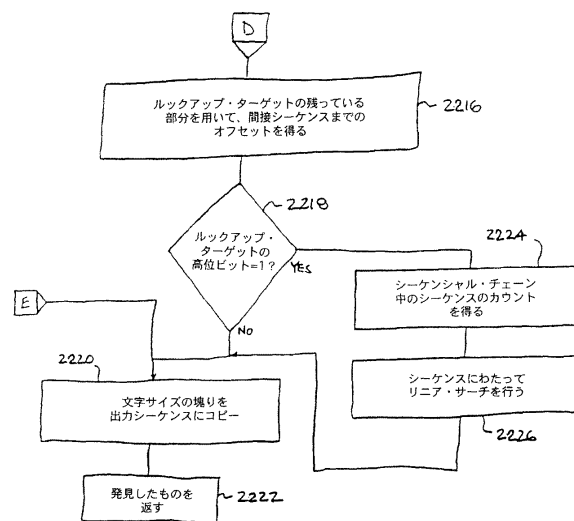 D
ルックアップ・ターゲットの残っている
部分を用いて、間接シーケンスまでの
オフセットを得る
2216
2218
ルックアップ・
ターゲットの
高位ビット=1?
YES
NO
2224
シーケンシャル・チェーン
中のシーケンスのカウント
を得る
E
2220
文字サイズの塊りを
出力シーケンスにコピー
シーケンスにわたって
リニア・サーチを行う
2226
発見したものを
返す
2222